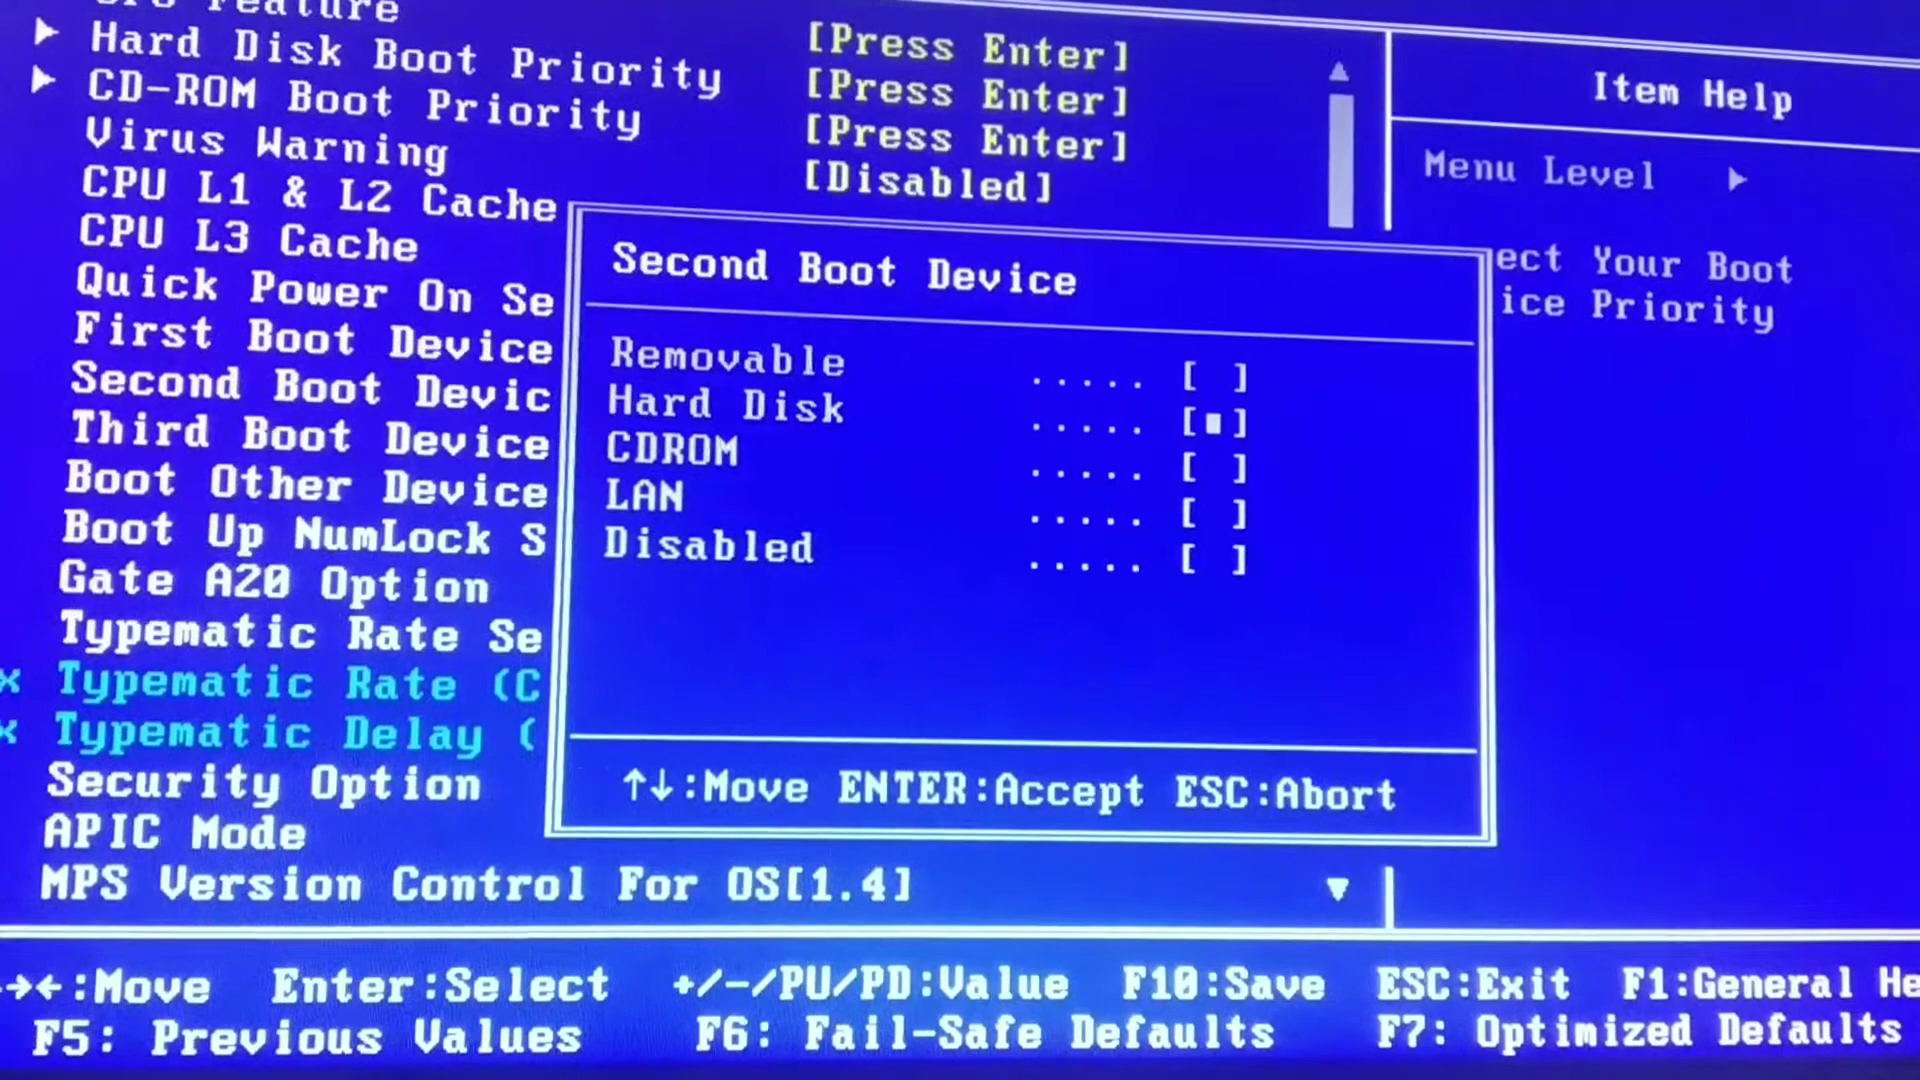 CPU Feature [Press Enter]
Hard Disk Boot Priority [Press Enter]
CD-ROM Boot Priority [Press Enter]
Virus Warning [Disabled]
CPU L1 & L2 Cache
CPU L3 Cache
Quick Power On Se
First Boot Device
Second Boot Devic
Third Boot Device
Boot Other Device
Boot Up NumLock S
Gate A20 Option
Typematic Rate Se
x Typematic Rate (C
x Typematic Delay (
Security Option
APIC Mode
MPS Version Control For OS[1.4]
Second Boot Device
Removable ..... [ ]
Hard Disk ..... [▪]
CDROM ..... [ ]
LAN ..... [ ]
Disabled ..... [ ]
↑↓:Move ENTER:Accept ESC:Abort
Item Help
Menu Level ▶
ect Your Boot
ice Priority
→←:Move Enter:Select +/-/PU/PD:Value F10:Save ESC:Exit F1:General He
F5: Previous Values F6: Fail-Safe Defaults F7: Optimized Defaults